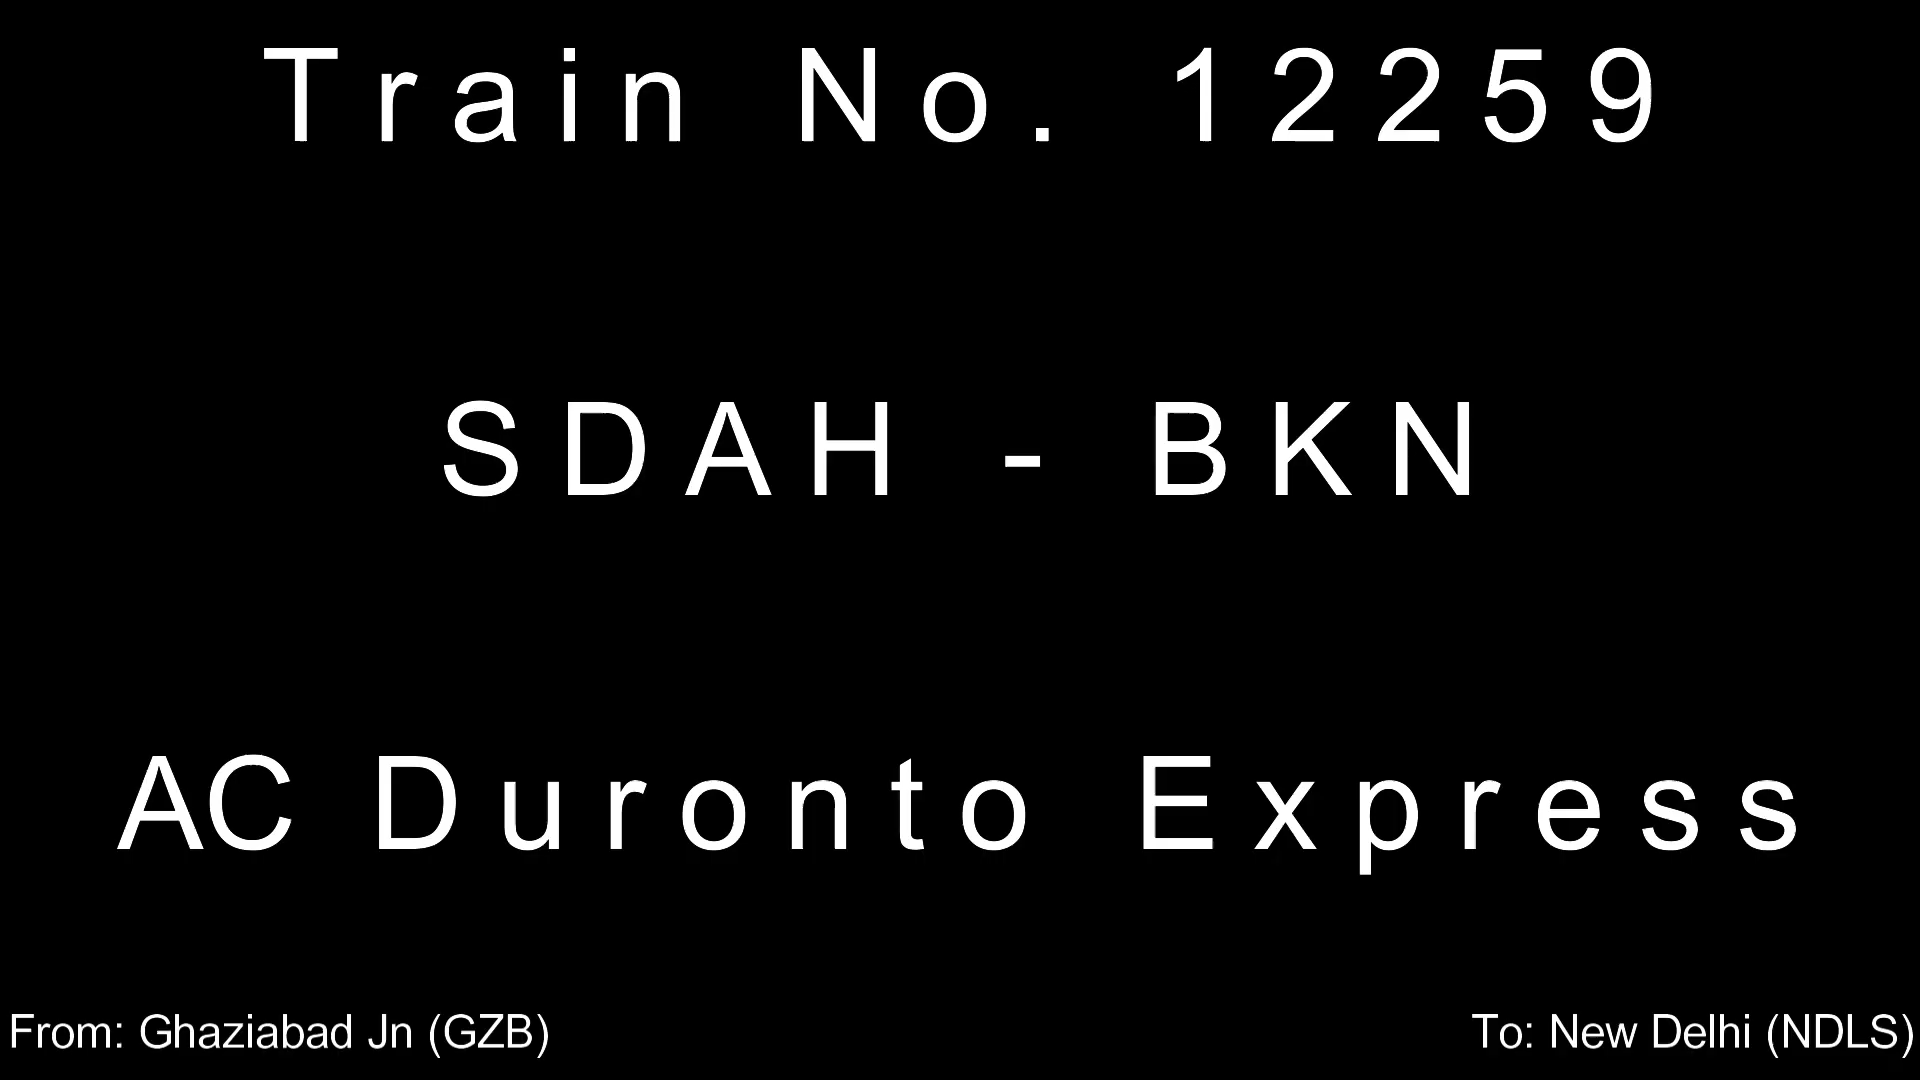 Train No. 12259
SDAH - BKN
AC Duronto Express
From: Ghaziabad Jn (GZB)
To: New Delhi (NDLS)